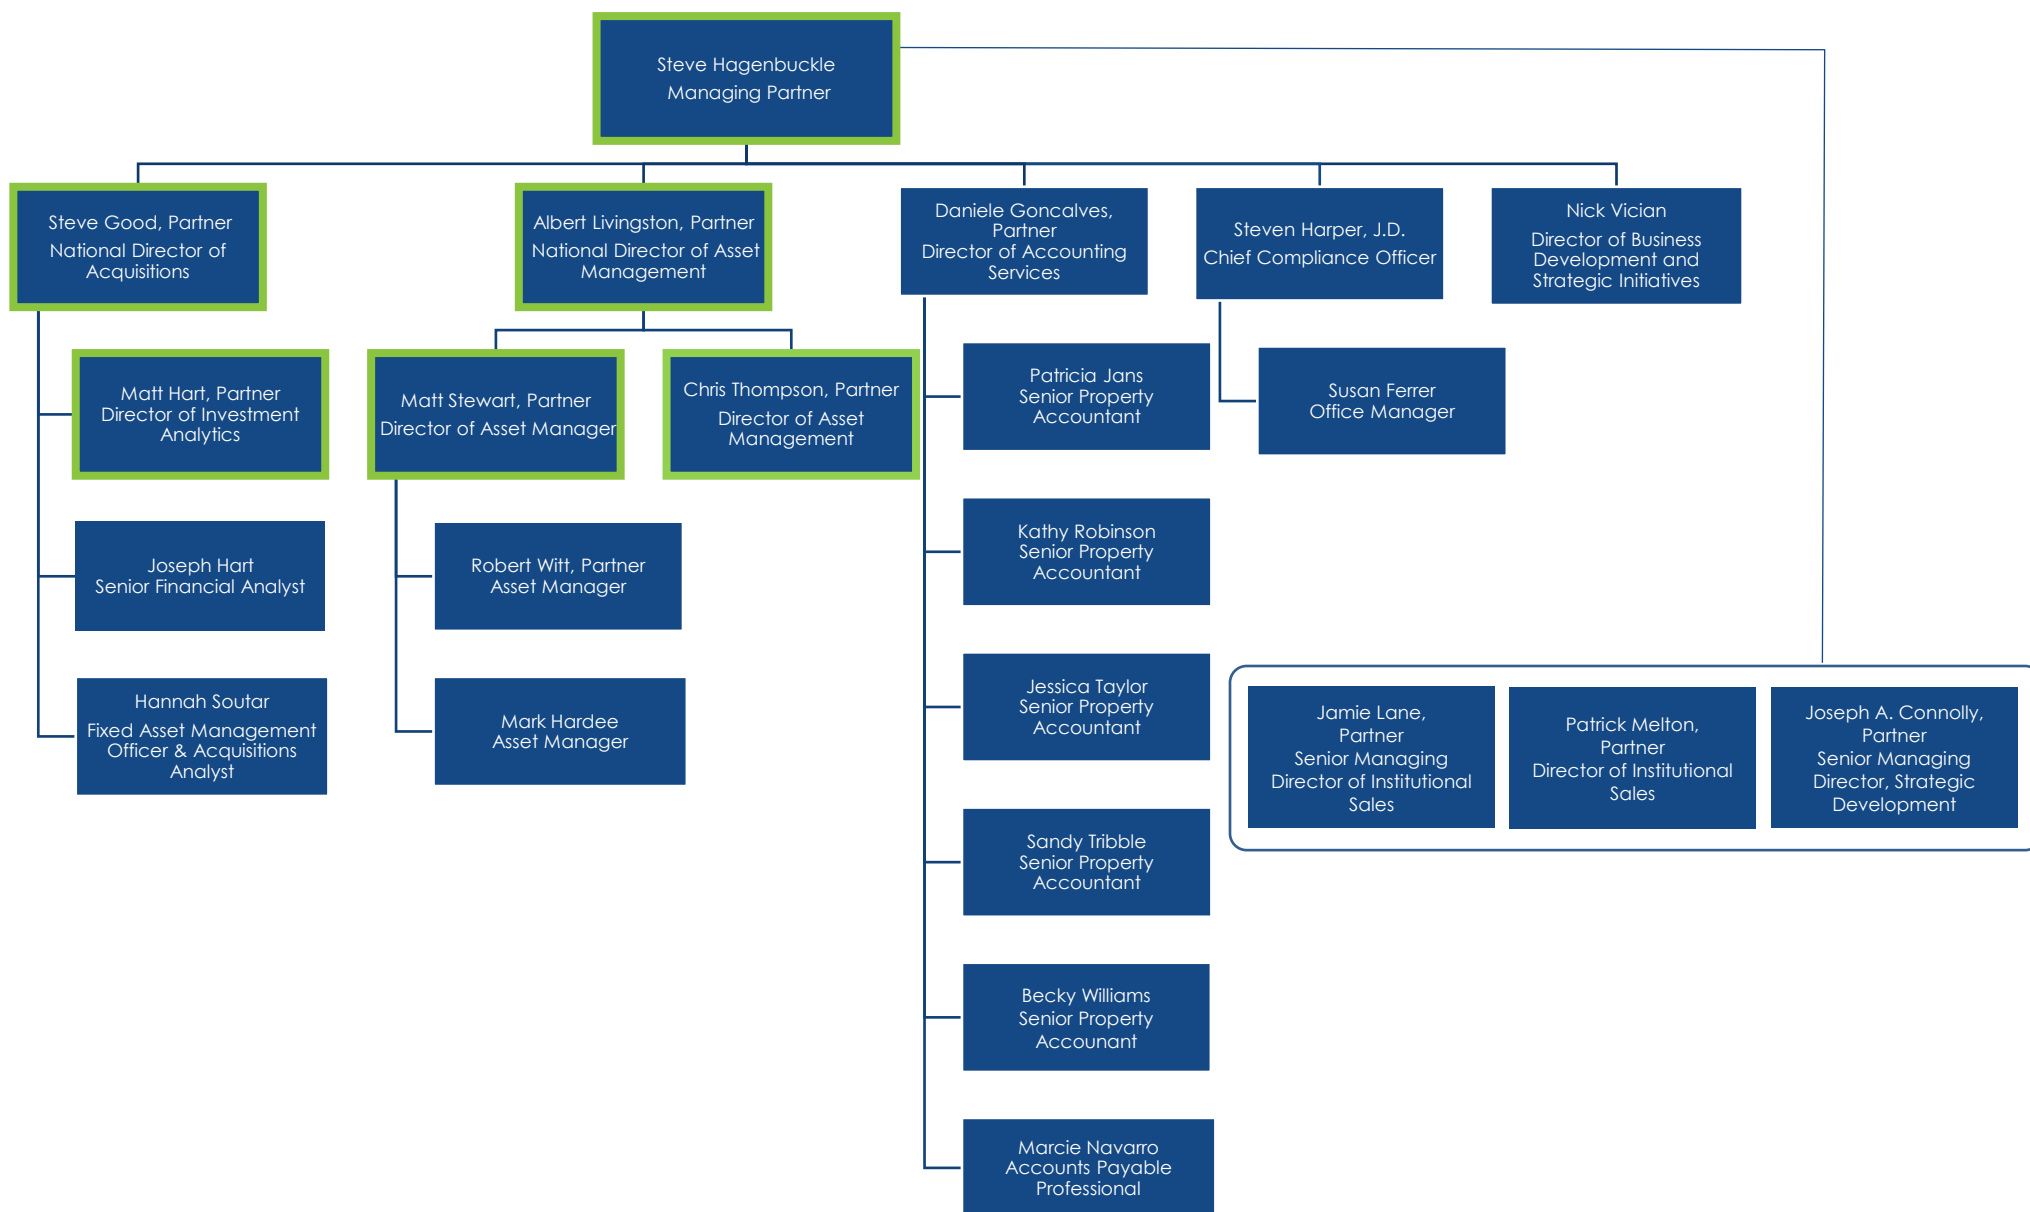 Steve Hagenbuckle
Managing Partner
Steve Good, Partner
National Director of
Acquisitions
Albert Livingston, Partner
National Director of Asset
Management
Daniele Goncalves,
Partner
Director of Accounting
Services
Steven Harper, J.D.
Chief Compliance Officer
Nick Vician
Director of Business
Development and
Strategic Initiatives
Matt Hart, Partner
Director of Investment
Analytics
Matt Stewart, Partner
Director of Asset Manager
Chris Thompson, Partner
Director of Asset
Management
Patricia Jans
Senior Property
Accountant
Susan Ferrer
Office Manager
Joseph Hart
Senior Financial Analyst
Robert Witt, Partner
Asset Manager
Kathy Robinson
Senior Property
Accountant
Hannah Soutar
Fixed Asset Management
Officer & Acquisitions
Analyst
Mark Hardee
Asset Manager
Jessica Taylor
Senior Property
Accountant
Jamie Lane,
Partner
Senior Managing
Director of Institutional
Sales
Patrick Melton,
Partner
Director of Institutional
Sales
Joseph A. Connolly,
Partner
Senior Managing
Director, Strategic
Development
Sandy Tribble
Senior Property
Accountant
Becky Williams
Senior Property
Accounant
Marcie Navarro
Accounts Payable
Professional